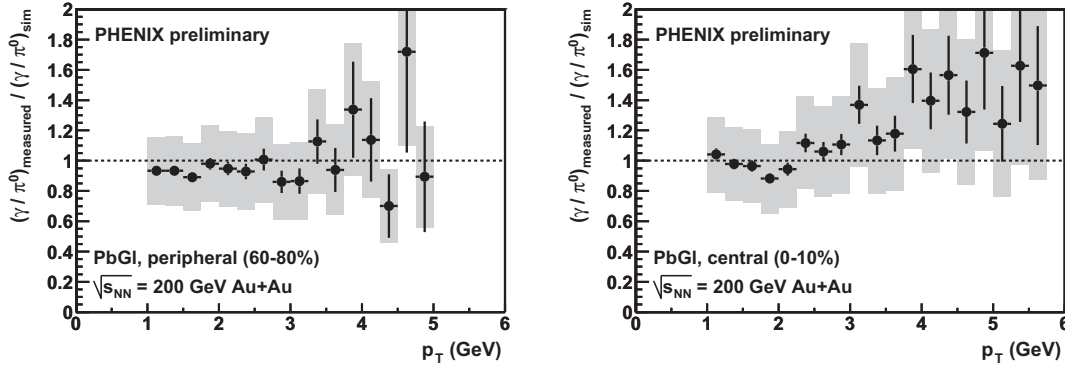 (γ / π⁰)measured / (γ / π⁰)sim
2
1.8
1.6
1.4
1.2
1
0.8
0.6
0.4
0.2
0
PHENIX preliminary
PbGl, peripheral (60-80%)
√sNN = 200 GeV Au+Au
0 1 2 3 4 5 6
pT (GeV)
(γ / π⁰)measured / (γ / π⁰)sim
2
1.8
1.6
1.4
1.2
1
0.8
0.6
0.4
0.2
0
PHENIX preliminary
PbGl, central (0-10%)
√sNN = 200 GeV Au+Au
0 1 2 3 4 5 6
pT (GeV)